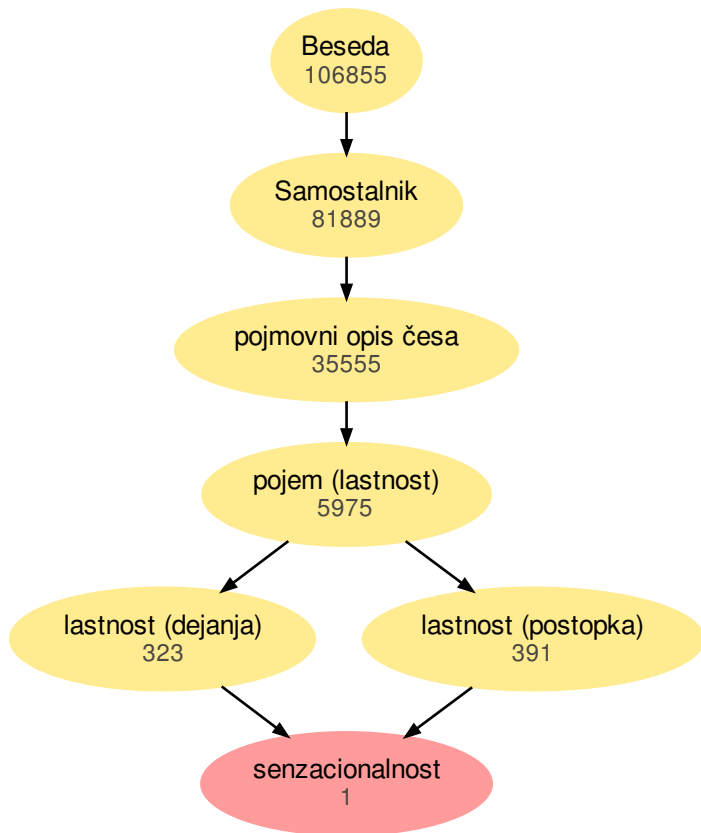 Beseda
106855
Samostalnik
81889
pojmovni opis česa
35555
pojem (lastnost)
5975
lastnost (dejanja)
323
lastnost (postopka)
391
senzacionalnost
1